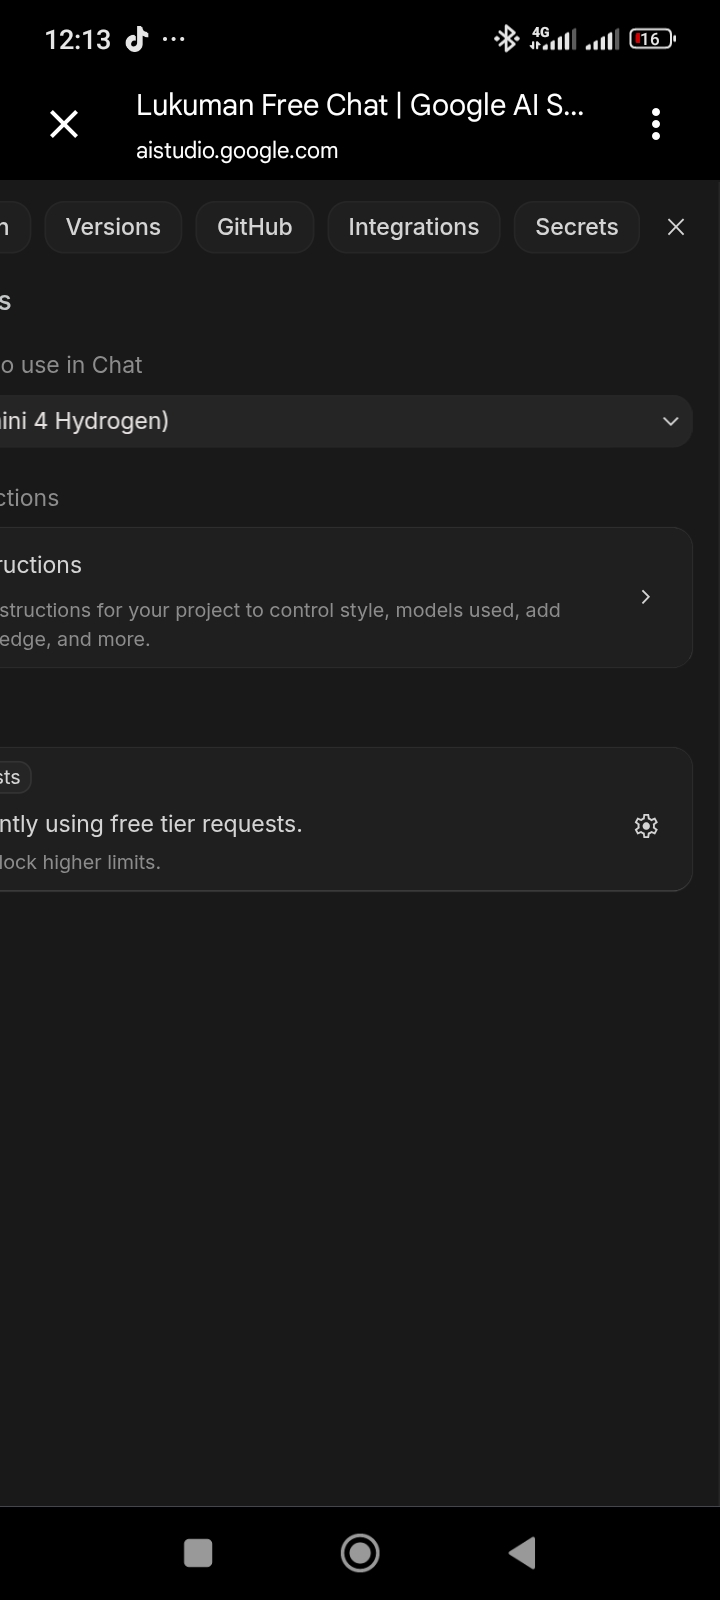 12:13
4G
16
Lukuman Free Chat | Google AI S...
aistudio.google.com
n Versions GitHub Integrations Secrets
s
o use in Chat
ini 4 Hydrogen)
ctions
ructions
structions for your project to control style, models used, add
edge, and more.
sts
ntly using free tier requests.
lock higher limits.